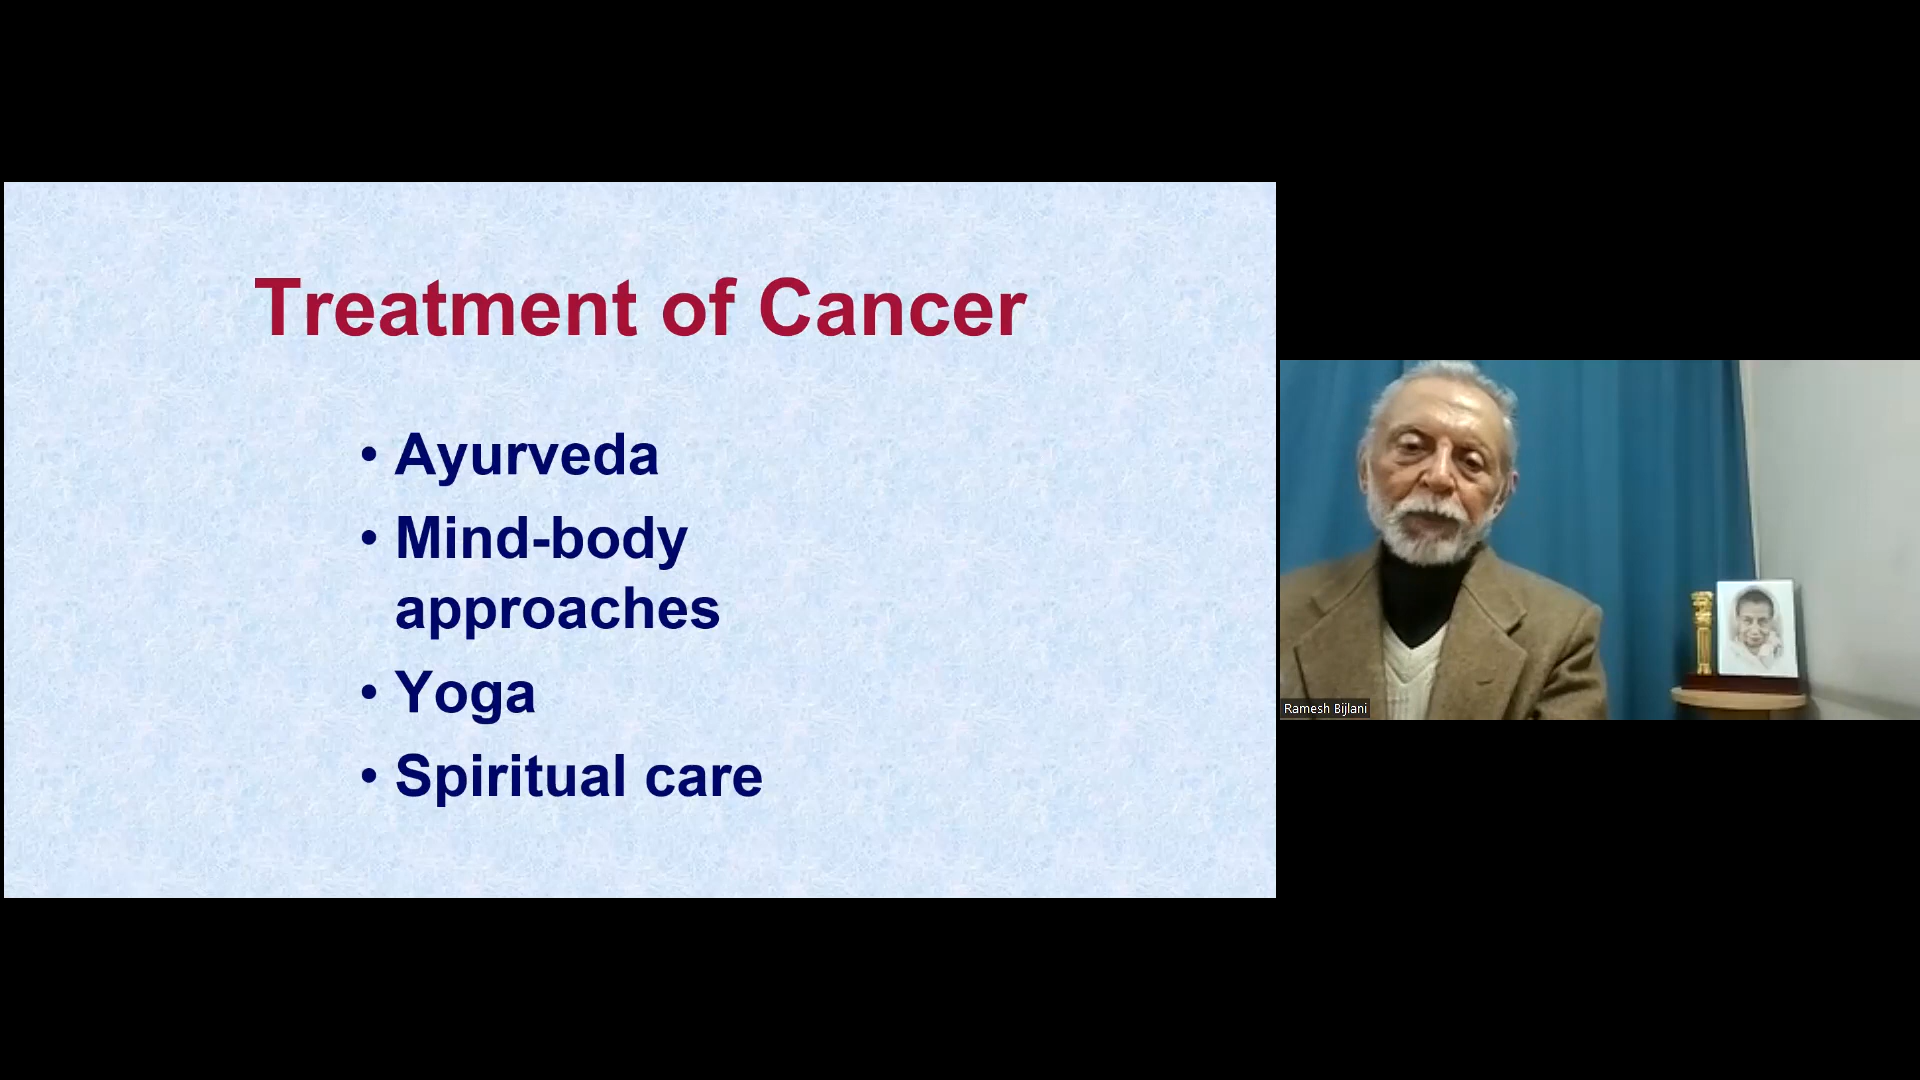 Treatment of Cancer
• Ayurveda
• Mind-body
approaches
• Yoga
• Spiritual care
Ramesh Bijlani